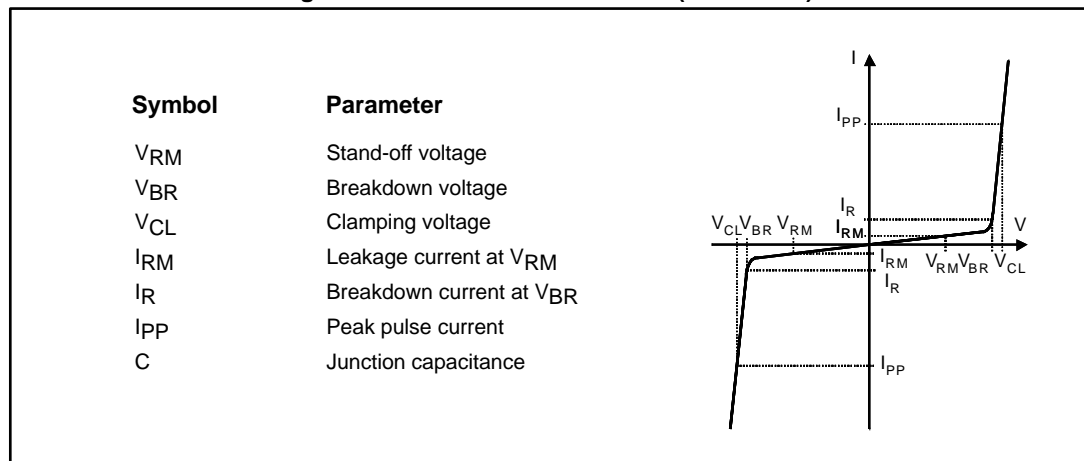 Symbol Parameter
VRM Stand-off voltage
VBR Breakdown voltage
VCL Clamping voltage
IRM Leakage current at VRM
IR Breakdown current at VBR
IPP Peak pulse current
C Junction capacitance
I
IPP
IR
IRM
VCL VBR VRM
V
IRM
IR
VRM VBR VCL
IPP